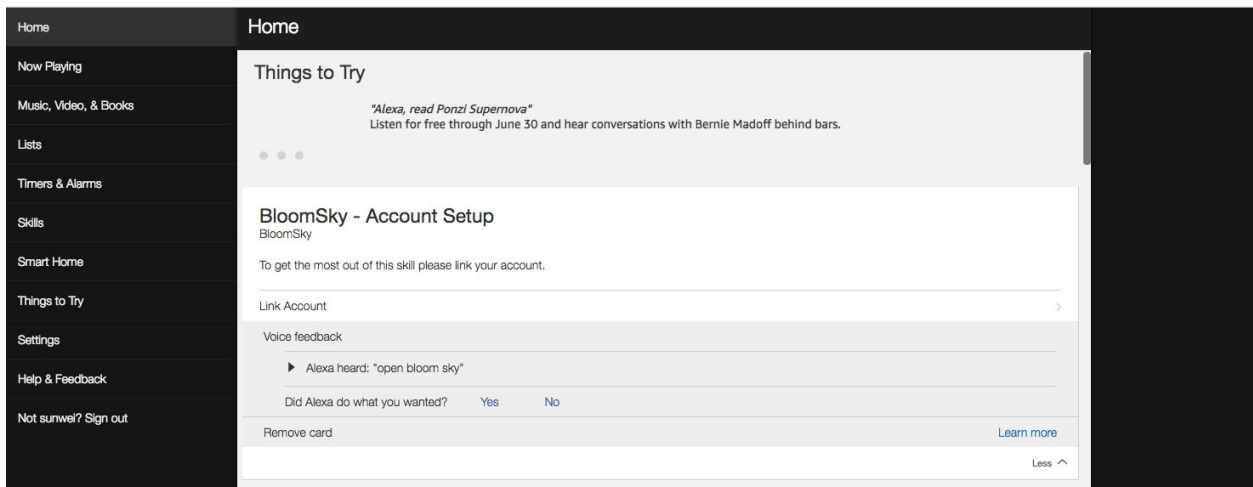 Home
Now Playing
Music, Video, & Books
Lists
Timers & Alarms
Skills
Smart Home
Things to Try
Settings
Help & Feedback
Not sunwei? Sign out
Home
Things to Try
"Alexa, read Ponzi Supernova"
Listen for free through June 30 and hear conversations with Bernie Madoff behind bars.
BloomSky - Account Setup
BloomSky
To get the most out of this skill please link your account.
Link Account
Voice feedback
Alexa heard: "open bloom sky"
Did Alexa do what you wanted? Yes No
Remove card Learn more
Less